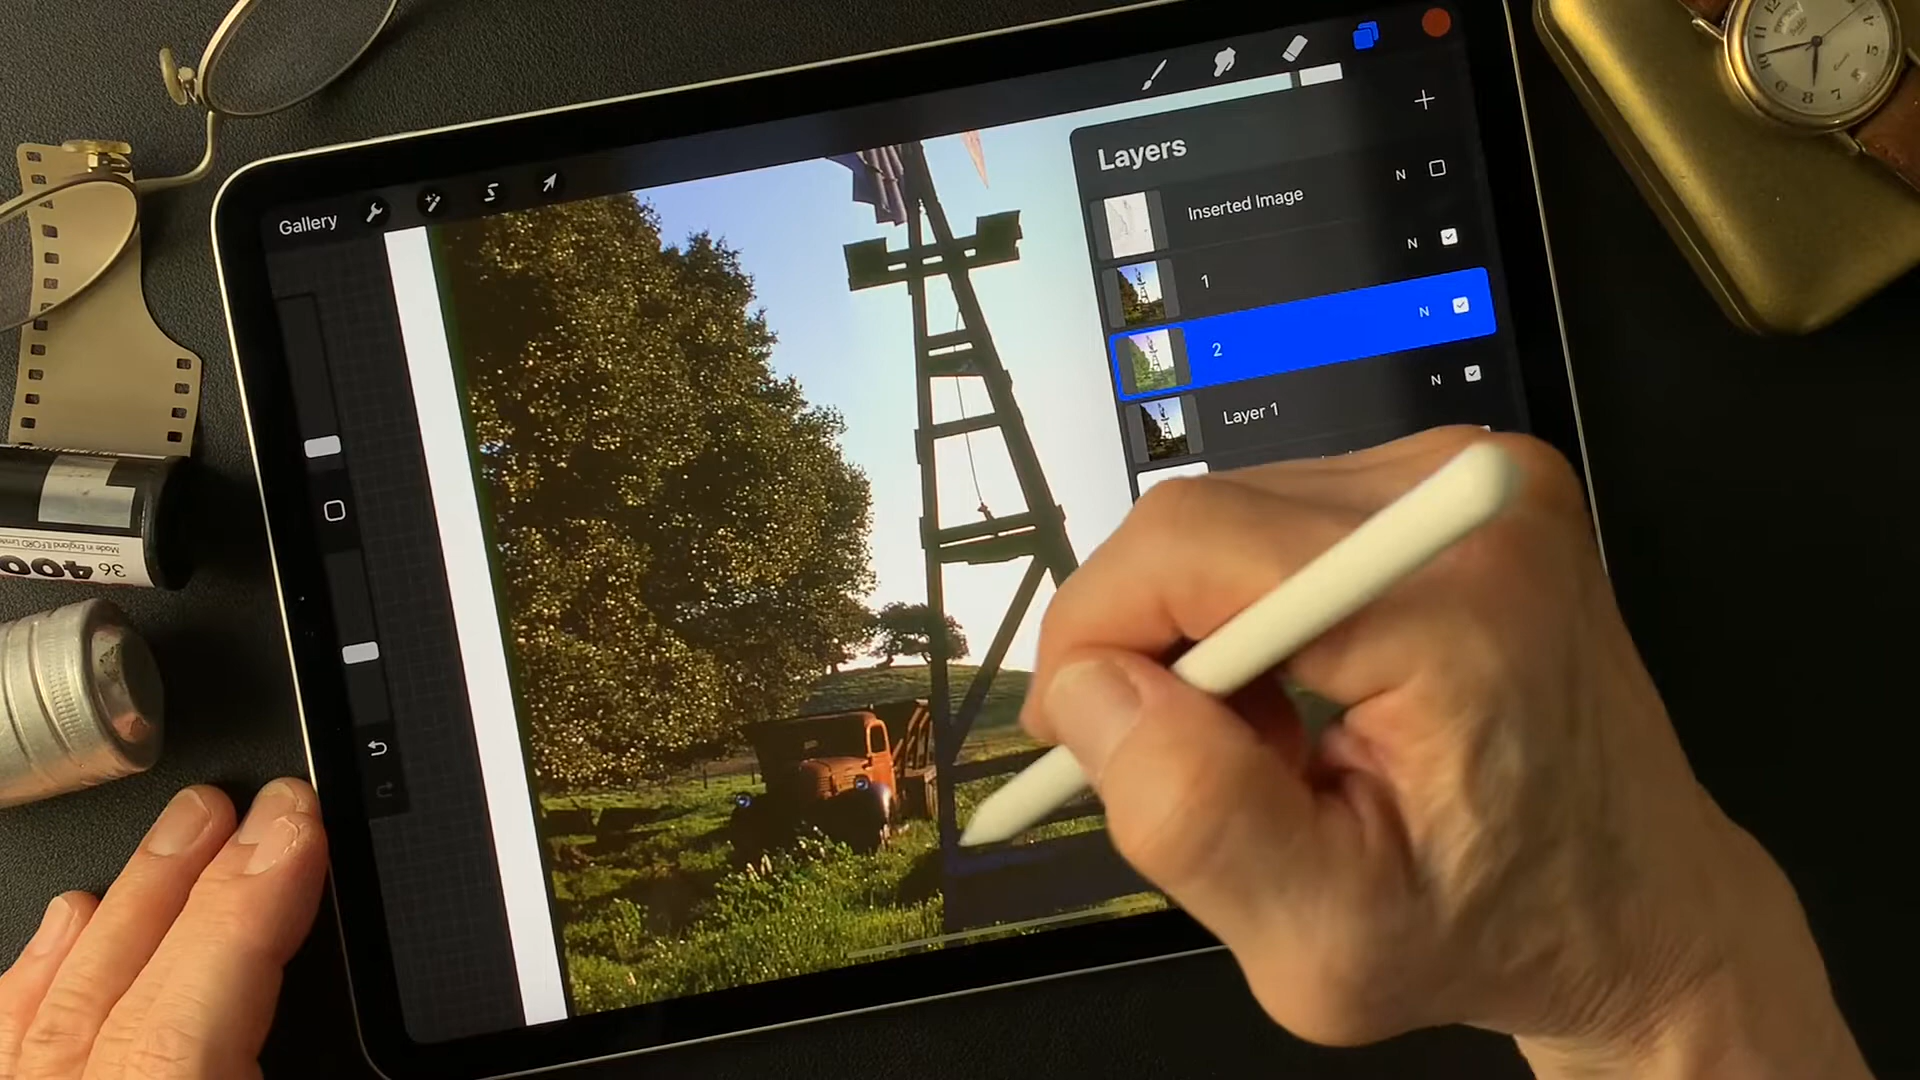 Gallery
Layers
Inserted Image N
1 N
2 N
Layer 1 N
36 400
Made in England ILFORD Limited